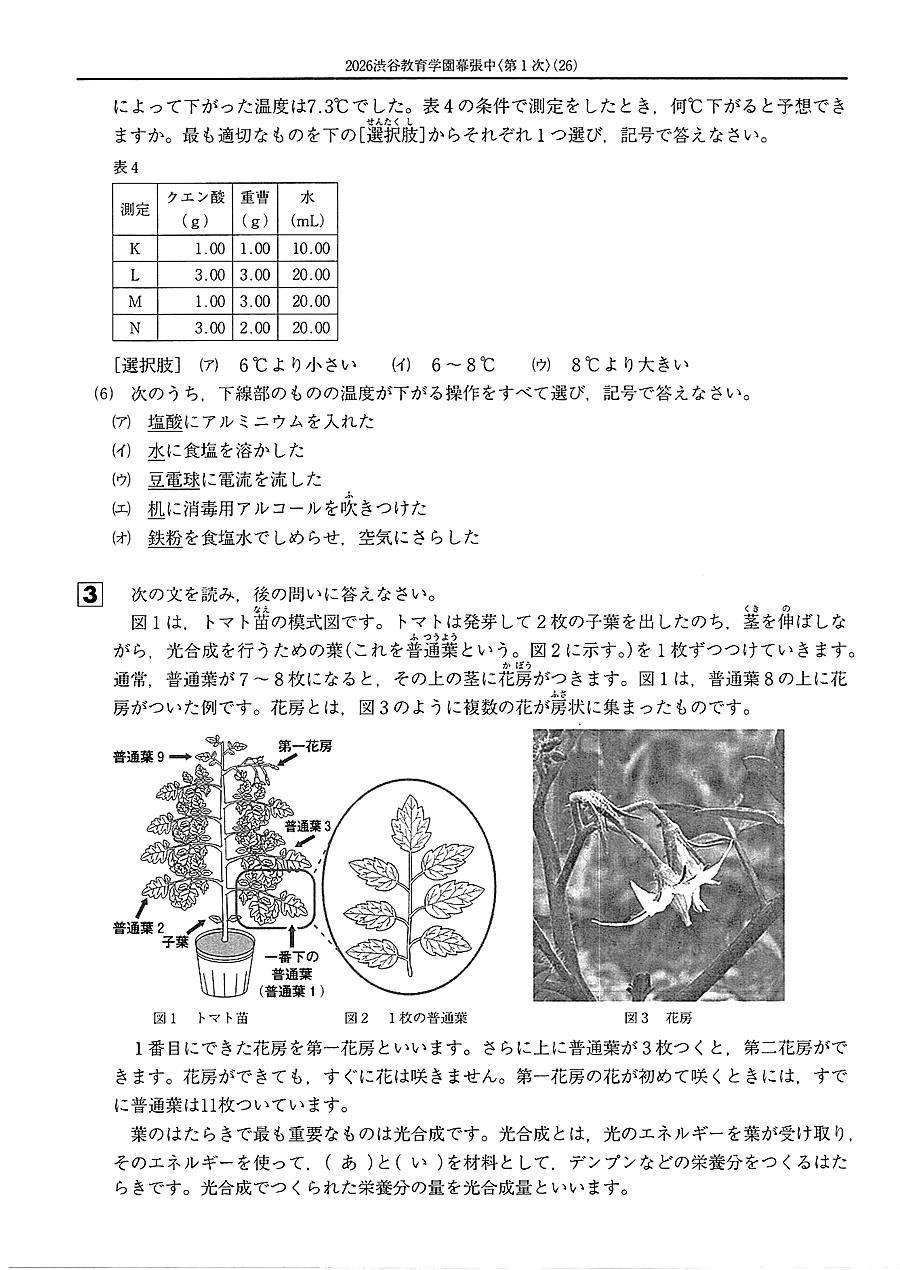 2026渋谷教育学園幕張中〈第1次〉(26)
によって下がった温度は7.3℃でした。表4の条件で測定をしたとき，何℃下がると予想でき
ますか。最も適切なものを下の[選択肢]からそれぞれ1つ選び，記号で答えなさい。
せんたくし
表4
測定 クエン酸(g) 重曹(g) 水(mL)
K 1.00 1.00 10.00
L 3.00 3.00 20.00
M 1.00 3.00 20.00
N 3.00 2.00 20.00
[選択肢] (ア) 6℃より小さい (イ) 6～8℃ (ウ) 8℃より大きい
(6) 次のうち，下線部のものの温度が下がる操作をすべて選び，記号で答えなさい。
(ア) 塩酸にアルミニウムを入れた
(イ) 水に食塩を溶かした
(ウ) 豆電球に電流を流した
(エ) 机に消毒用アルコールを吹きつけた
ふ
(オ) 鉄粉を食塩水でしめらせ，空気にさらした
3 次の文を読み，後の問いに答えなさい。
図1は，トマト苗の模式図です。トマトは発芽して2枚の子葉を出したのち，茎を伸ばしな
なえ くき の
がら，光合成を行うための葉(これを普通葉という。図2に示す。)を1枚ずつつけていきます。
ふつうよう
通常，普通葉が7～8枚になると，その上の茎に花房がつきます。図1は，普通葉8の上に花
かぼう
房がついた例です。花房とは，図3のように複数の花が房状に集まったものです。
ふさ
普通葉9
第一花房
普通葉3
普通葉2
子葉
一番下の
普通葉
(普通葉1)
図1 トマト苗
図2 1枚の普通葉
図3 花房
1番目にできた花房を第一花房といいます。さらに上に普通葉が3枚つくと，第二花房がで
きます。花房ができても，すぐに花は咲きません。第一花房の花が初めて咲くときには，すで
に普通葉は11枚ついています。
葉のはたらきで最も重要なものは光合成です。光合成とは，光のエネルギーを葉が受け取り，
そのエネルギーを使って，( あ )と( い )を材料として，デンプンなどの栄養分をつくるはた
らきです。光合成でつくられた栄養分の量を光合成量といいます。